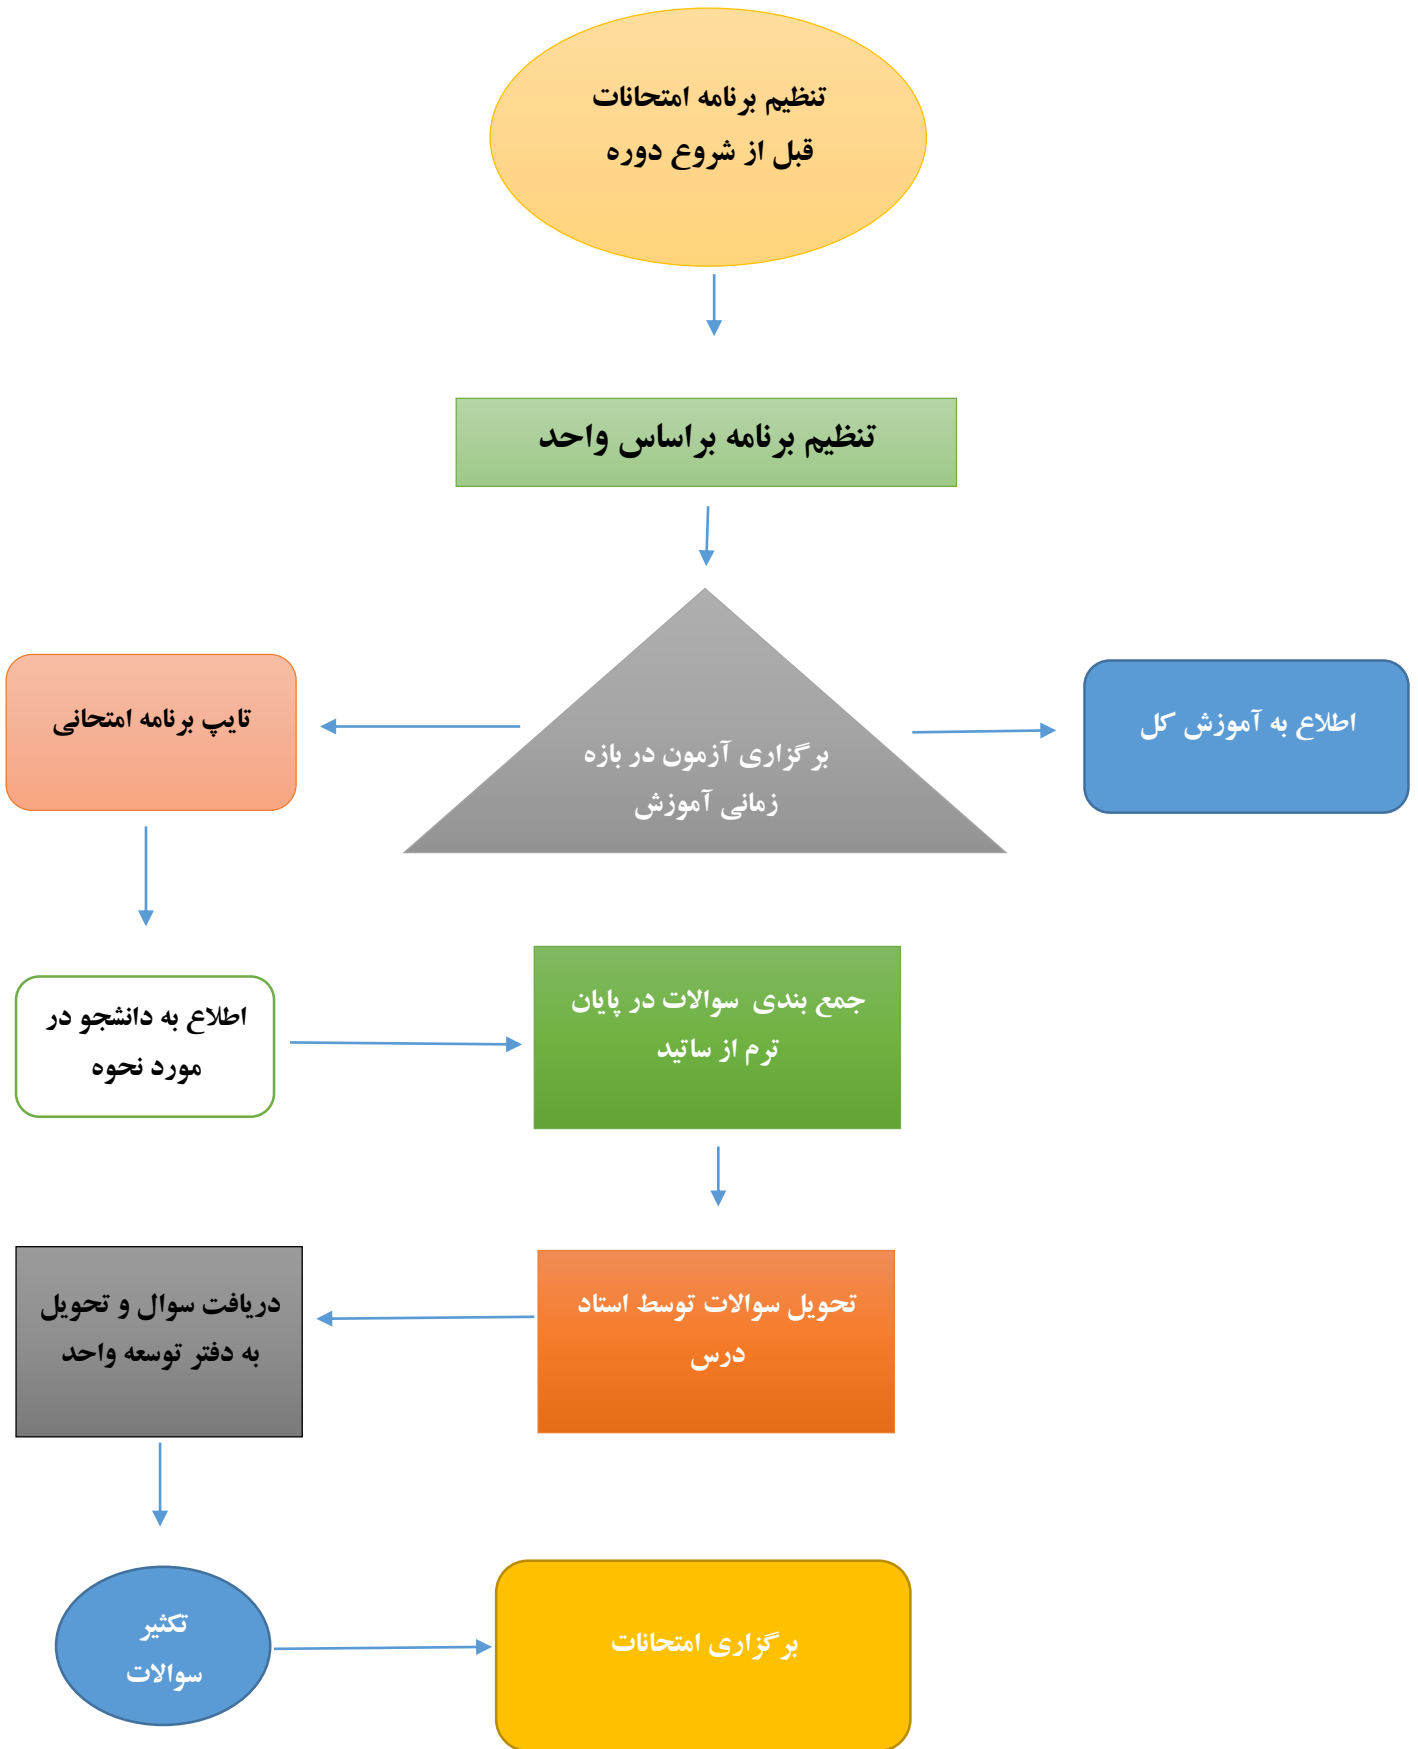 تنظیم برنامه امتحانات
قبل از شروع دوره
تنظیم برنامه براساس واحد
اطلاع به آموزش کل
برگزاری آزمون در بازه
زمانی آموزش
تایپ برنامه امتحانی
اطلاع به دانشجو در
مورد نحوه
جمع بندی سوالات در پایان
ترم از ساتید
تحویل سوالات توسط استاد
درس
دریافت سوال و تحویل
به دفتر توسعه واحد
تکثیر
سوالات
برگزاری امتحانات